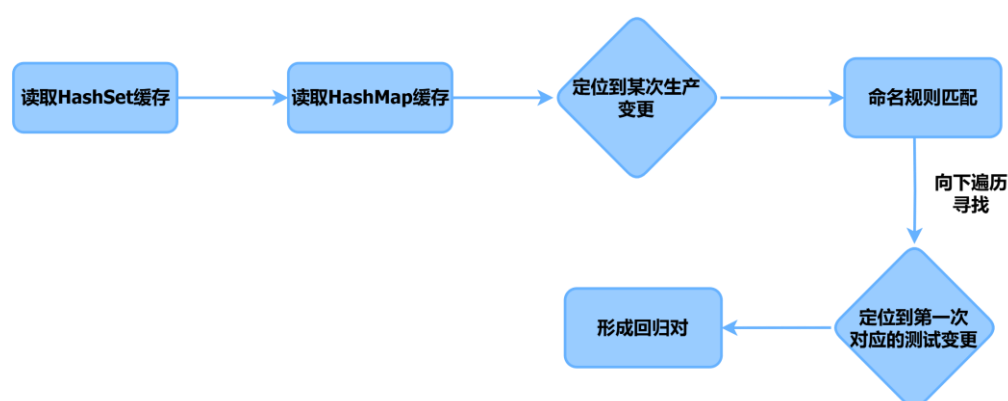 读取HashSet缓存
读取HashMap缓存
定位到某次生产
变更
命名规则匹配
向下遍历
寻找
定位到第一次
对应的测试变更
形成回归对